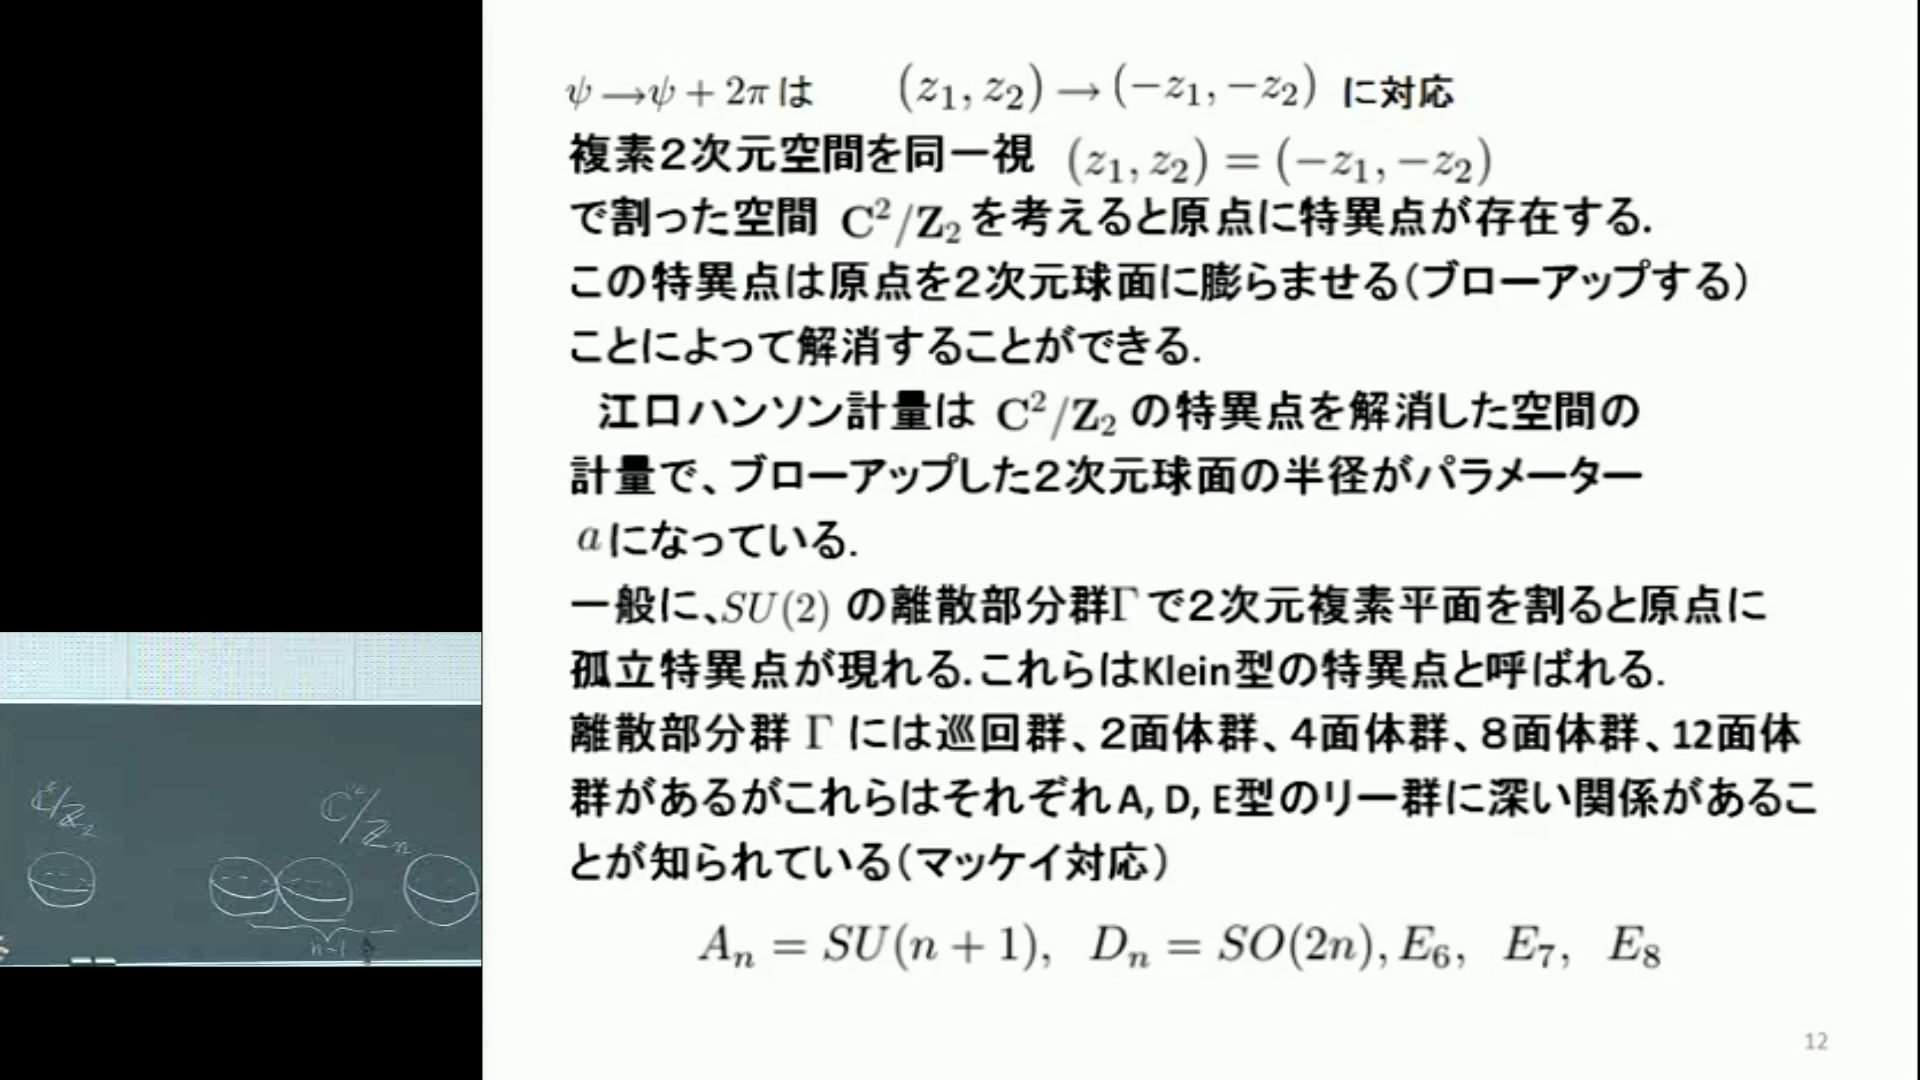 ψ→ψ + 2π は (z₁, z₂) → (−z₁, −z₂) に対応
複素2次元空間を同一視 (z₁, z₂) = (−z₁, −z₂)
で割った空間 C²/Z₂ を考えると原点に特異点が存在する.
この特異点は原点を2次元球面に膨らませる(ブローアップする)
ことによって解消することができる.
江口ハンソン計量は C²/Z₂ の特異点を解消した空間の
計量で、ブローアップした2次元球面の半径がパラメーター
a になっている.
一般に、SU(2) の離散部分群Γで2次元複素平面を割ると原点に
孤立特異点が現れる.これらはKlein型の特異点と呼ばれる.
離散部分群 Γ には巡回群、2面体群、4面体群、8面体群、12面体
群があるがこれらはそれぞれA, D, E型のリー群に深い関係があるこ
とが知られている(マッケイ対応)
Aₙ = SU(n + 1), Dₙ = SO(2n), E₆, E₇, E₈
12
C²/Z₂
C²/Zₙ
n-1